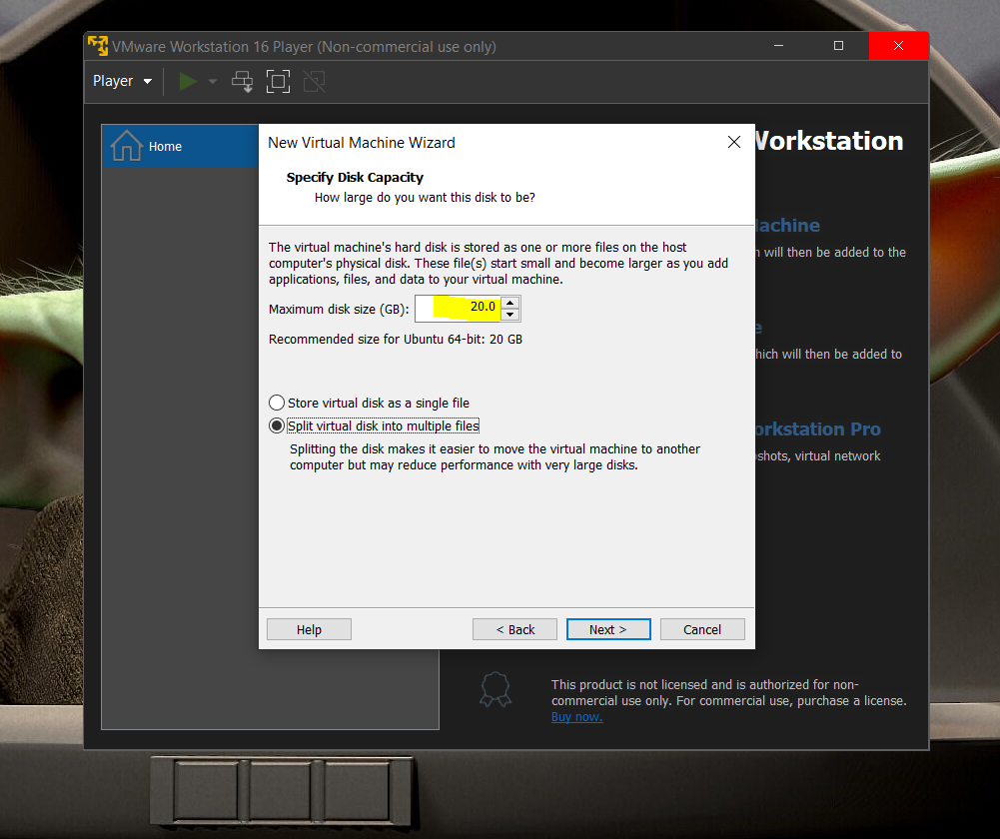 VMware Workstation 16 Player (Non-commercial use only)
Player
Home
New Virtual Machine Wizard
Workstation
Specify Disk Capacity
How large do you want this disk to be?
The virtual machine's hard disk is stored as one or more files on the host
computer's physical disk. These file(s) start small and become larger as you add
applications, files, and data to your virtual machine.
Maximum disk size (GB): 20.0
Recommended size for Ubuntu 64-bit: 20 GB
Store virtual disk as a single file
Split virtual disk into multiple files
Splitting the disk makes it easier to move the virtual machine to another
computer but may reduce performance with very large disks.
Help
< Back
Next >
Cancel
Machine
will then be added to the
which will then be added to
Workstation Pro
shots, virtual network
This product is not licensed and is authorized for non-
commercial use only. For commercial use, purchase a license.
Buy now.